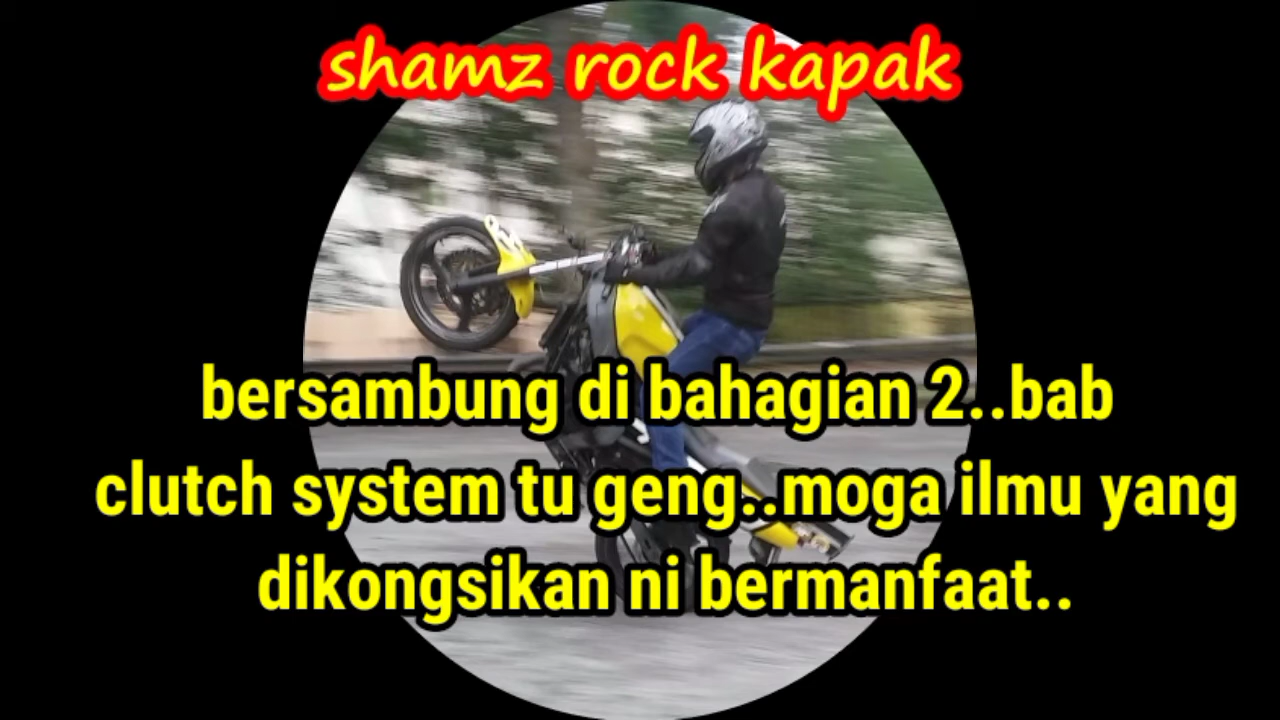 shamz rock kapak
bersambung di bahagian 2..bab
clutch system tu geng..moga ilmu yang
dikongsikan ni bermanfaat..